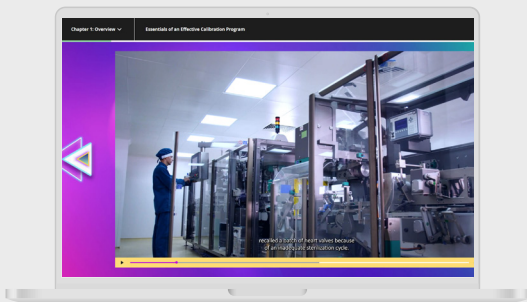 Chapter 1: Overview
Essentials of an Effective Calibration Program
recalled a batch of heart valves because
of an inadequate sterilization cycle.